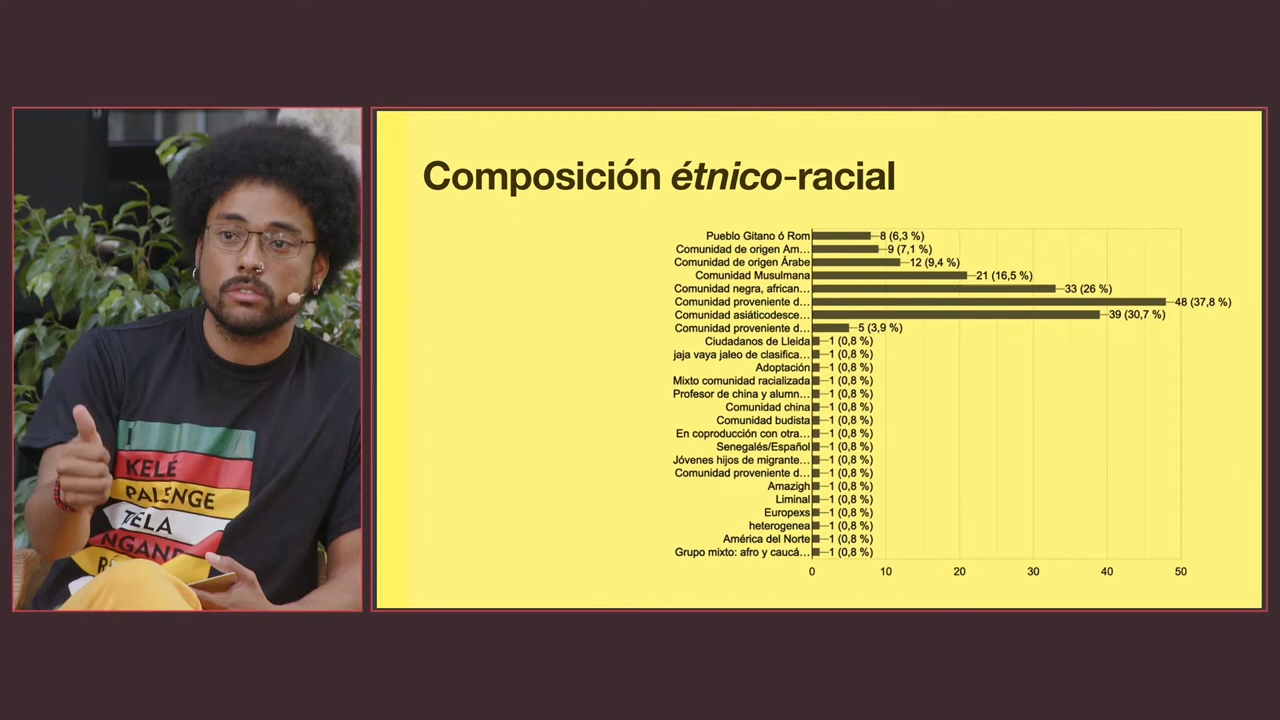 Composición étnico-racial
Pueblo Gitano ó Rom 8 (6,3 %)
Comunidad de origen Am... 9 (7,1 %)
Comunidad de origen Árabe 12 (9,4 %)
Comunidad Musulmana 21 (16,5 %)
Comunidad negra, african... 33 (26 %)
Comunidad proveniente d... 48 (37,8 %)
Comunidad asiáticodesce... 39 (30,7 %)
Comunidad proveniente d... 5 (3,9 %)
Ciudadanos de Lleida 1 (0,8 %)
jaja vaya jaleo de clasifica... 1 (0,8 %)
Adoptación 1 (0,8 %)
Mixto comunidad racializada 1 (0,8 %)
Profesor de china y alumn... 1 (0,8 %)
Comunidad china 1 (0,8 %)
Comunidad budista 1 (0,8 %)
En coproducción con otra... 1 (0,8 %)
Senegalés/Español 1 (0,8 %)
Jóvenes hijos de migrante... 1 (0,8 %)
Comunidad proveniente d... 1 (0,8 %)
Amazigh 1 (0,8 %)
Liminal 1 (0,8 %)
Europexs 1 (0,8 %)
heterogenea 1 (0,8 %)
América del Norte 1 (0,8 %)
Grupo mixto: afro y caucá... 1 (0,8 %)
0 10 20 30 40 50
KELÉ
PALENGE
TELA